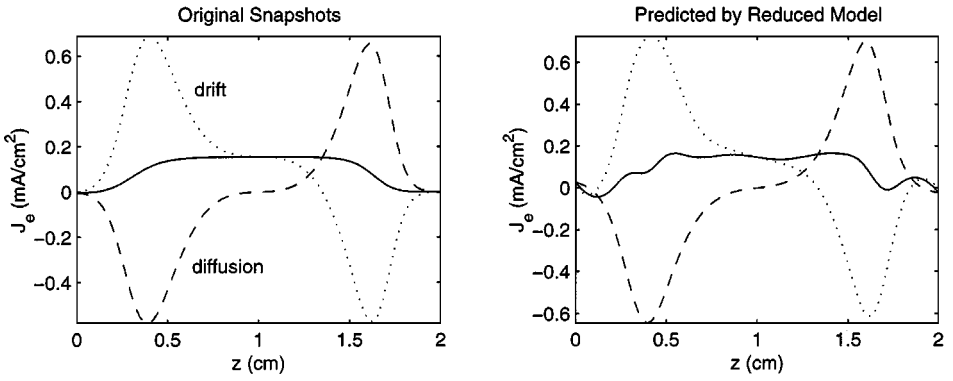 Original Snapshots
J_e (mA/cm²)
0.6
0.4
0.2
0
−0.2
−0.4
drift
diffusion
0
0.5
1
1.5
2
z (cm)
Predicted by Reduced Model
J_e (mA/cm²)
0.6
0.4
0.2
0
−0.2
−0.4
−0.6
0
0.5
1
1.5
2
z (cm)